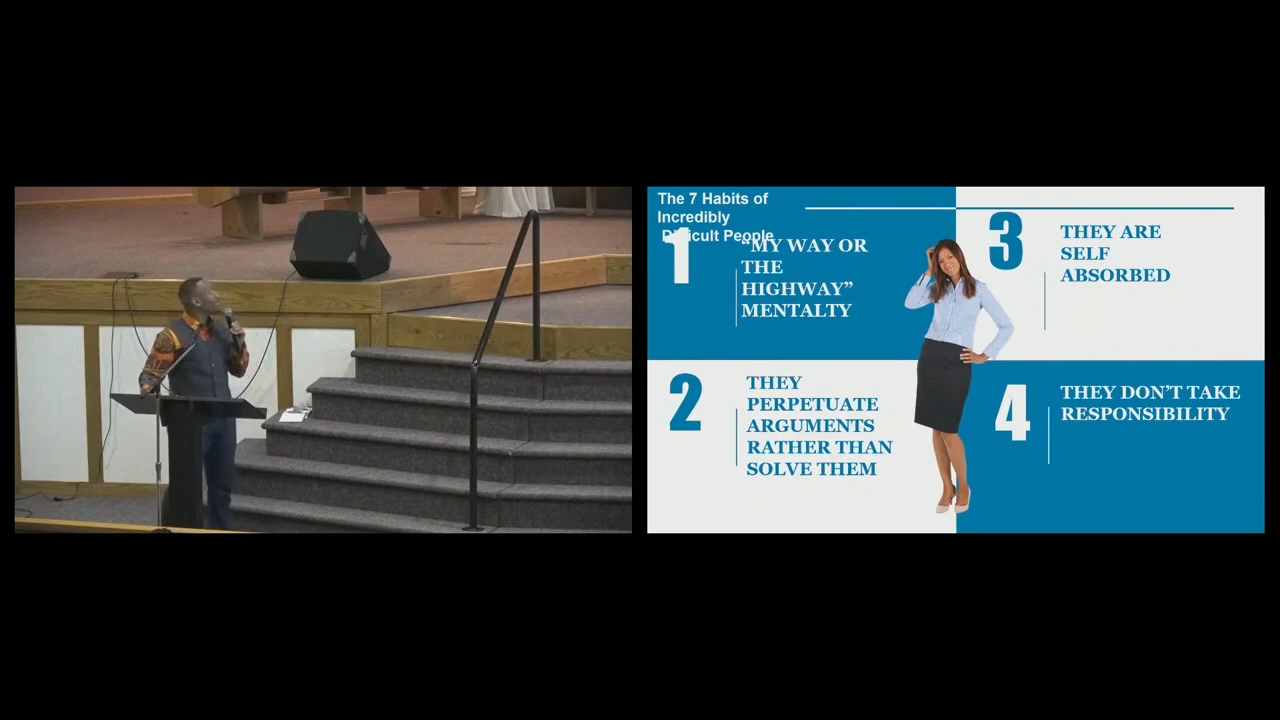 The 7 Habits of
Incredibly
Difficult People
1
"MY WAY OR
THE
HIGHWAY”
MENTALTY
2
THEY
PERPETUATE
ARGUMENTS
RATHER THAN
SOLVE THEM
3
THEY ARE
SELF
ABSORBED
4
THEY DON’T TAKE
RESPONSIBILITY